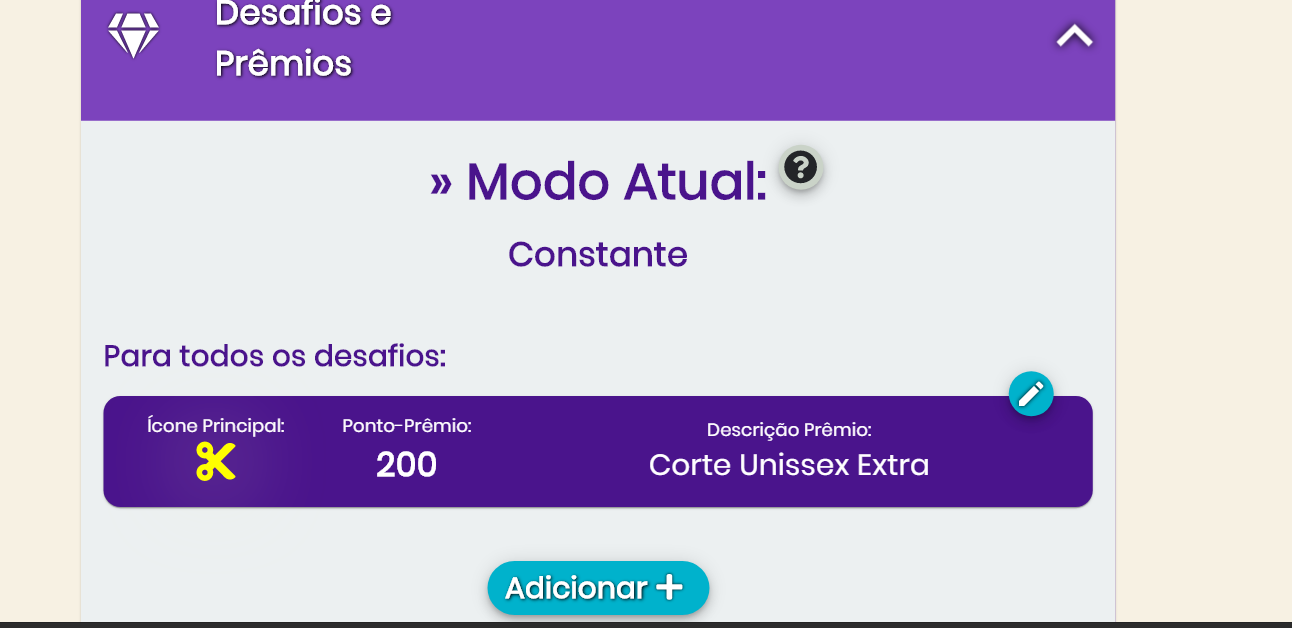 Desafios e
Prêmios
» Modo Atual: ?
Constante
Para todos os desafios:
Ícone Principal: Ponto-Prêmio: Descrição Prêmio:
200 Corte Unissex Extra
Adicionar +